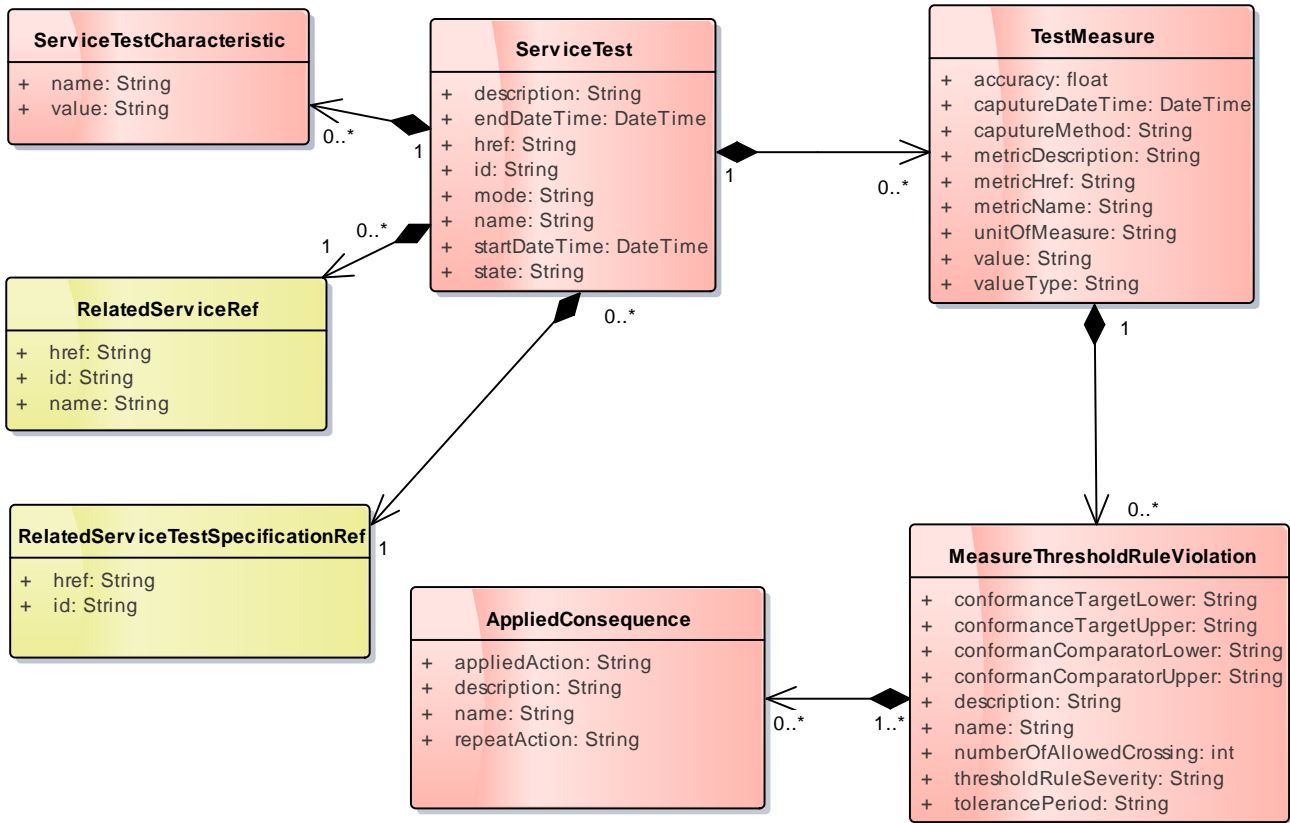 ServiceTestCharacteristic
+ name: String
+ value: String
ServiceTest
+ description: String
+ endDateTime: DateTime
+ href: String
+ id: String
+ mode: String
+ name: String
+ startDateTime: DateTime
+ state: String
TestMeasure
+ accuracy: float
+ caputureDateTime: DateTime
+ caputureMethod: String
+ metricDescription: String
+ metricHref: String
+ metricName: String
+ unitOfMeasure: String
+ value: String
+ valueType: String
0..*
1
1
0..*
0..*
1
0..*
1
1
0..*
RelatedServiceRef
+ href: String
+ id: String
+ name: String
RelatedServiceTestSpecificationRef
+ href: String
+ id: String
AppliedConsequence
+ appliedAction: String
+ description: String
+ name: String
+ repeatAction: String
0..*
1..*
MeasureThresholdRuleViolation
+ conformanceTargetLower: String
+ conformanceTargetUpper: String
+ conformanComparatorLower: String
+ conformanComparatorUpper: String
+ description: String
+ name: String
+ numberOfAllowedCrossing: int
+ thresholdRuleSeverity: String
+ tolerancePeriod: String